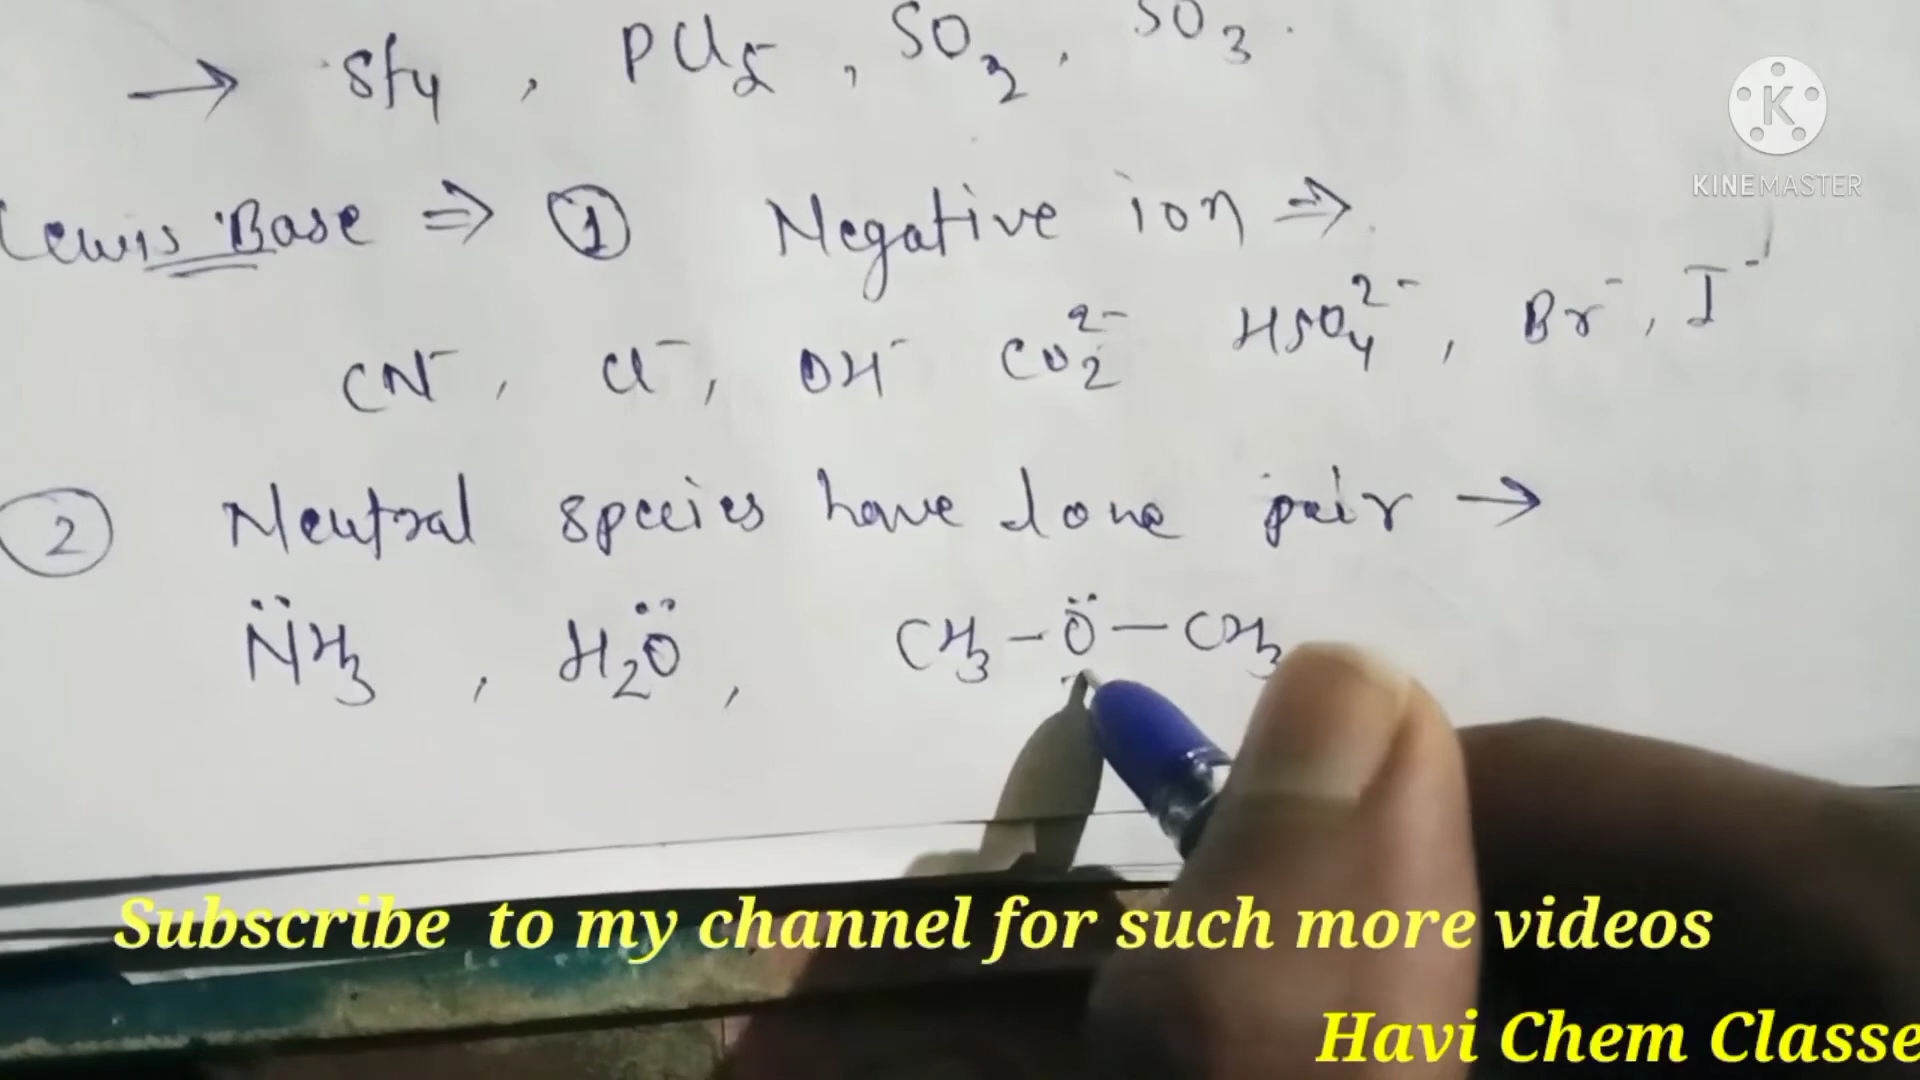 → SF4 , PCl5 , SO2 , SO3 .
KINEMASTER
Lewis Base ⇒ ① Negative ion ⇒
CN⁻ , Cl⁻ , OH⁻ CO₂²⁻ HSO₄²⁻ , Br⁻ , I⁻
② Neutral species have lone pair →
N̈H₃ , H₂Ö , CH₃-Ö-CH₃
Subscribe to my channel for such more videos
Havi Chem Classe